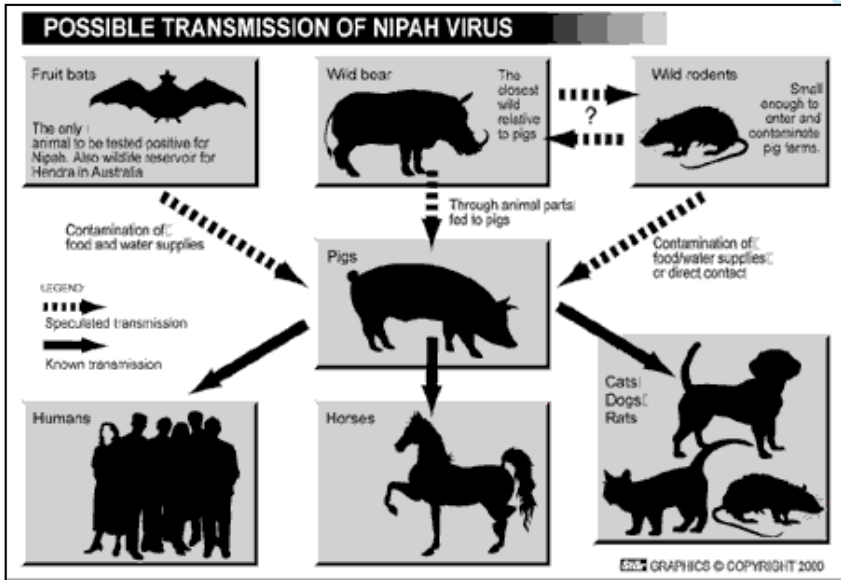 POSSIBLE TRANSMISSION OF NIPAH VIRUS
Fruit bats
The only
animal to be tested positive for
Nipah. Also wildlife reservoir for
Hendra in Australia
Wild boar
The
closest
wild
relative
to pigs
?
Wild rodents
Small
enough to
enter and
contaminate
pig farms.
Contamination of
food and water supplies
Through animal parts
fed to pigs
Contamination of
food/water supplies
or direct contact
Pigs
LEGEND:
Speculated transmission
Known transmission
Humans
Horses
Cats
Dogs
Rats
GRAPHICS © COPYRIGHT 2000